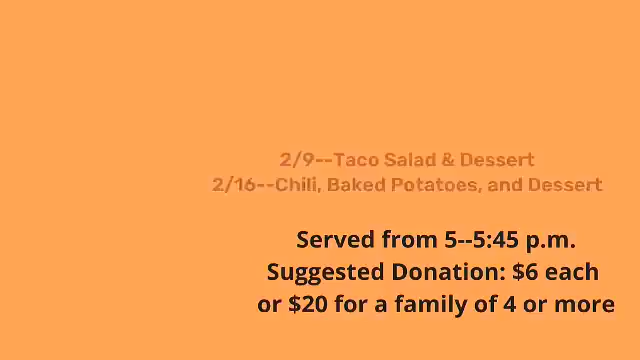 2/9--Taco Salad & Dessert
2/16--Chili, Baked Potatoes, and Dessert
Served from 5--5:45 p.m.
Suggested Donation: $6 each
or $20 for a family of 4 or more